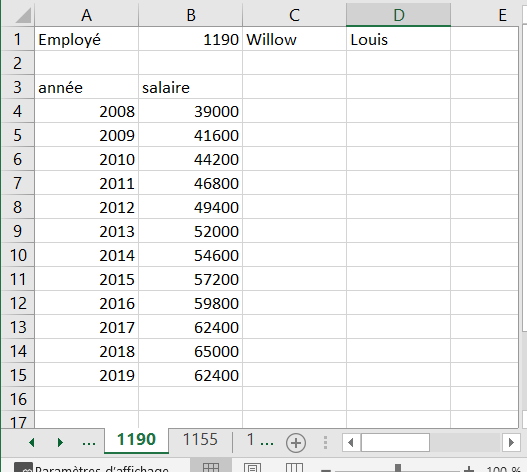 A B C D E
1 Employé 1190 Willow Louis
2
3 année salaire
4 2008 39000
5 2009 41600
6 2010 44200
7 2011 46800
8 2012 49400
9 2013 52000
10 2014 54600
11 2015 57200
12 2016 59800
13 2017 62400
14 2018 65000
15 2019 62400
16
17
... 1190 1155 1 ...
Paramètres d'affichage 100 %